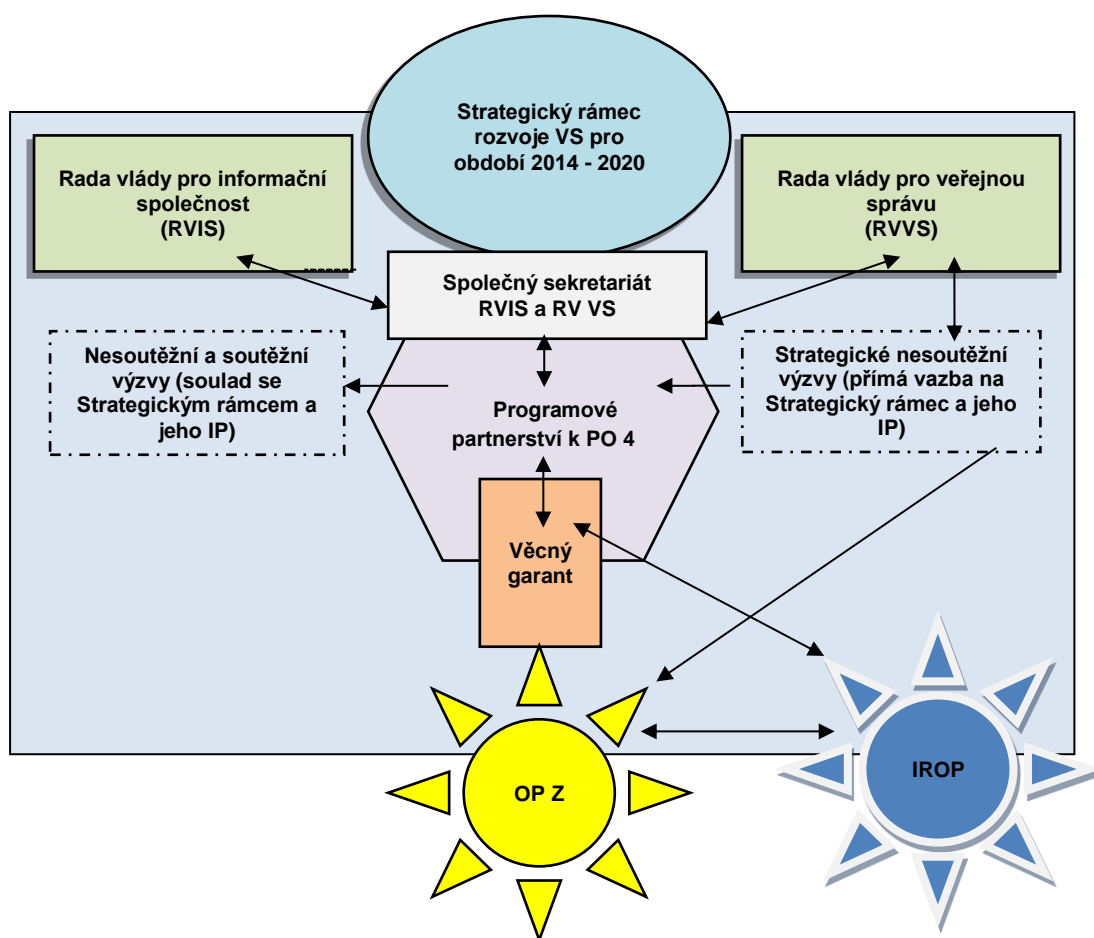 Strategický rámec
rozvoje VS pro
období 2014 - 2020
Rada vlády pro informační
společnost
(RVIS)
Rada vlády pro veřejnou
správu
(RVVS)
Společný sekretariát
RVIS a RV VS
Nesoutěžní a soutěžní
výzvy (soulad se
Strategickým rámcem a
jeho IP)
Programové
partnerství k PO 4
Strategické nesoutěžní
výzvy (přímá vazba na
Strategický rámec a jeho
IP)
Věcný
garant
OP Z
IROP